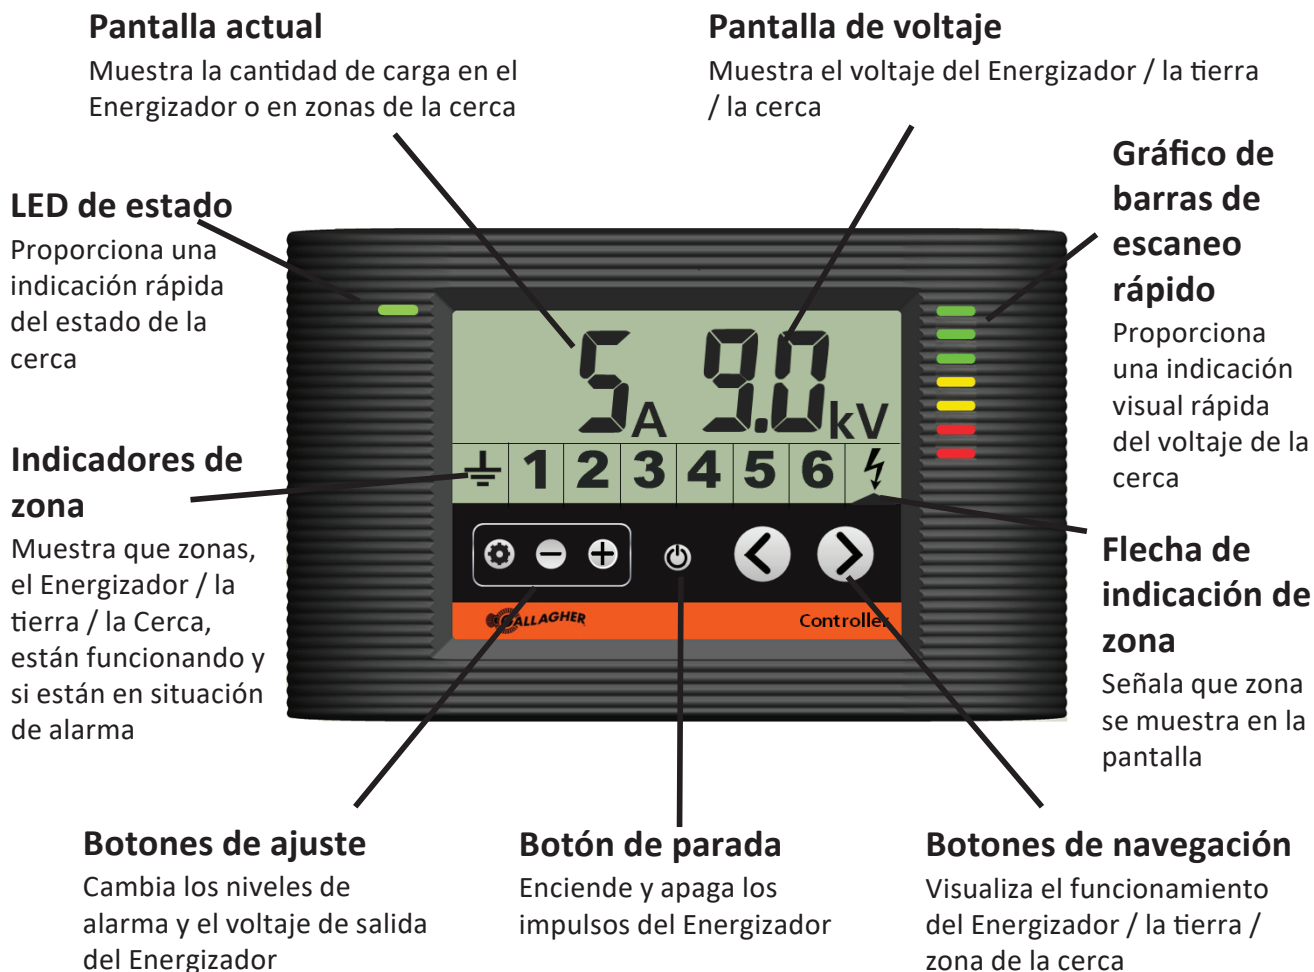 Pantalla actual
Muestra la cantidad de carga en el
Energizador o en zonas de la cerca
Pantalla de voltaje
Muestra el voltaje del Energizador / la tierra
/ la cerca
LED de estado
Proporciona una
indicación rápida
del estado de la
cerca
Gráfico de
barras de
escaneo
rápido
Proporciona
una indicación
visual rápida
del voltaje de la
cerca
5A 9.0kV
1 2 3 4 5 6
GALLAGHER
Controller
Indicadores de
zona
Muestra que zonas,
el Energizador / la
tierra / la Cerca,
están funcionando y
si están en situación
de alarma
Flecha de
indicación de
zona
Señala que zona
se muestra en la
pantalla
Botones de ajuste
Cambia los niveles de
alarma y el voltaje de salida
del Energizador
Botón de parada
Enciende y apaga los
impulsos del Energizador
Botones de navegación
Visualiza el funcionamiento
del Energizador / la tierra /
zona de la cerca